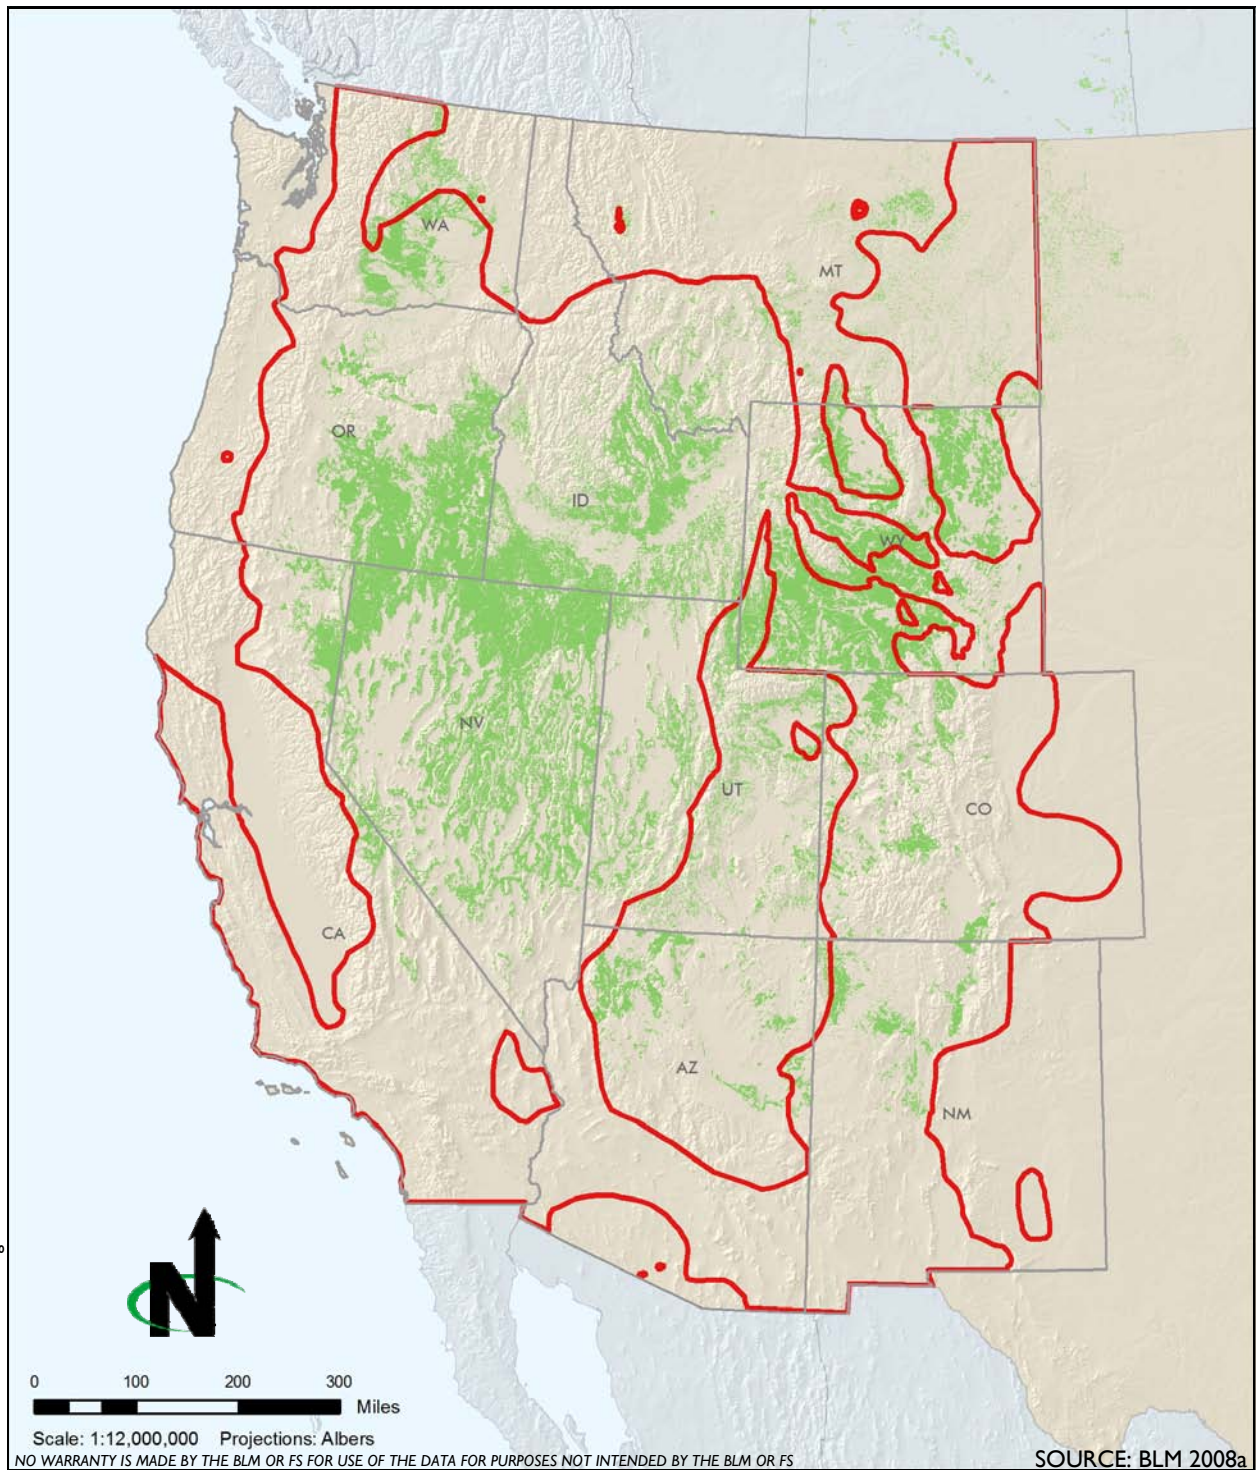 WA
MT
OR
ID
WY
NV
UT
CO
CA
AZ
NM
N
0 100 200 300
Miles
Scale: 1:12,000,000 Projections: Albers
NO WARRANTY IS MADE BY THE BLM OR FS FOR USE OF THE DATA FOR PURPOSES NOT INTENDED BY THE BLM OR FS
SOURCE: BLM 2008a